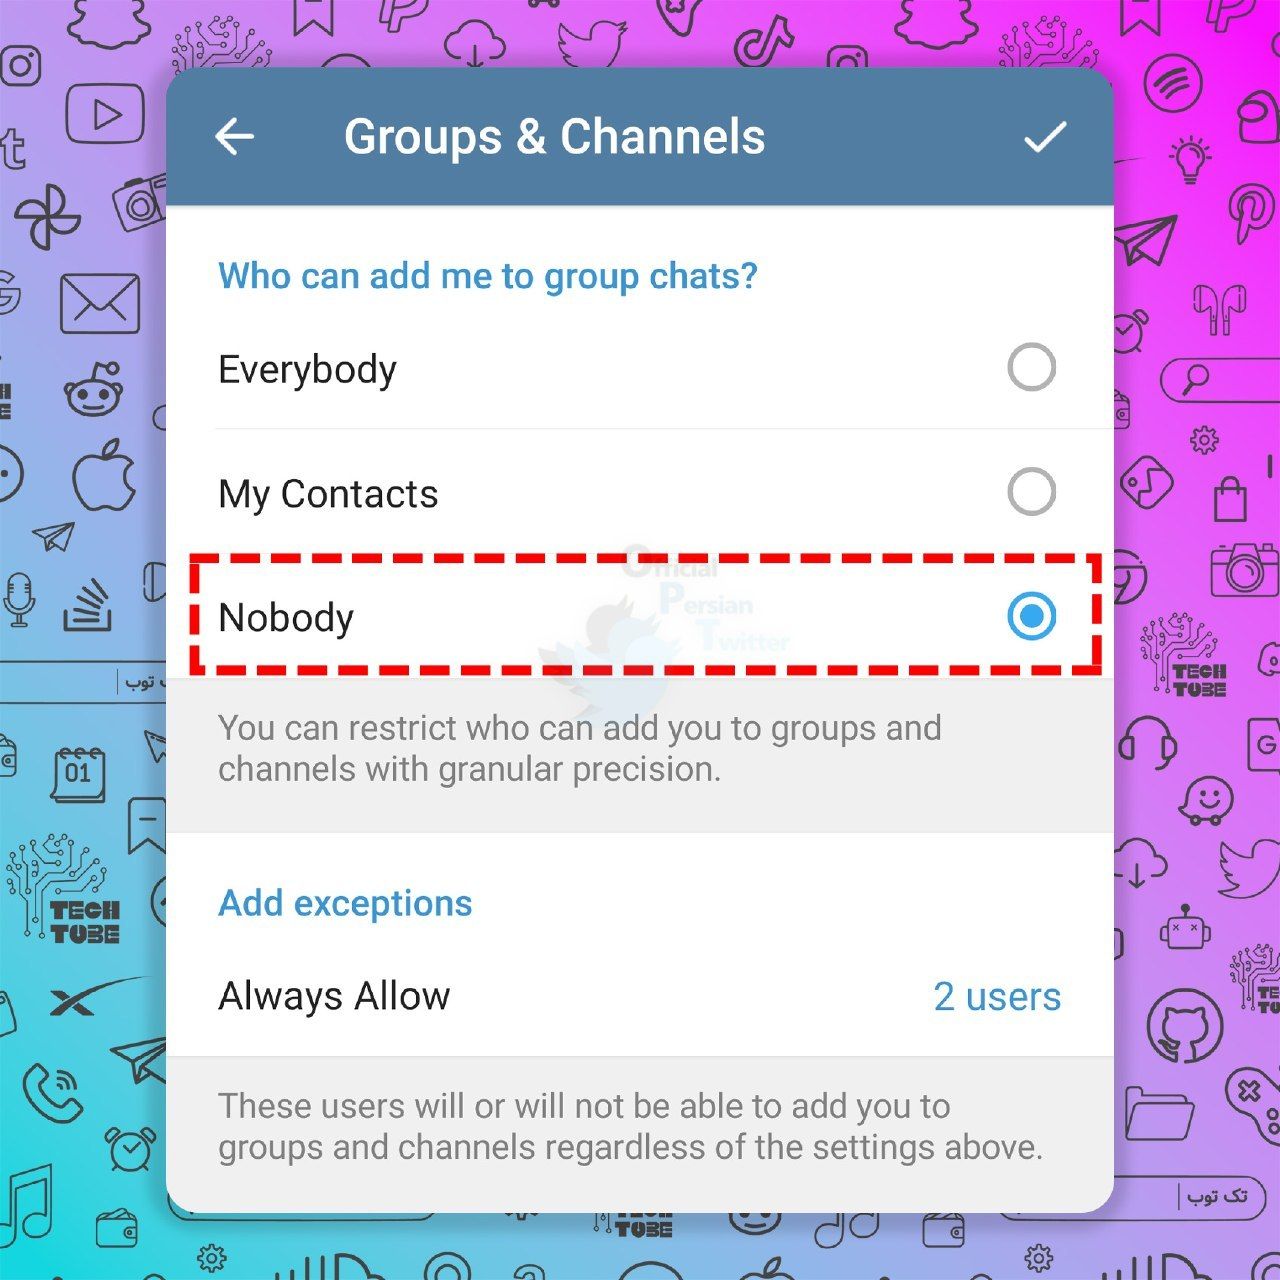 Groups & Channels
Who can add me to group chats?
Everybody
My Contacts
Official
Persian
Twitter
Nobody
You can restrict who can add you to groups and
channels with granular precision.
Add exceptions
Always Allow
2 users
These users will or will not be able to add you to
groups and channels regardless of the settings above.
TECH
TUBE
TECH
TUBE
01
تک توب
TUBE